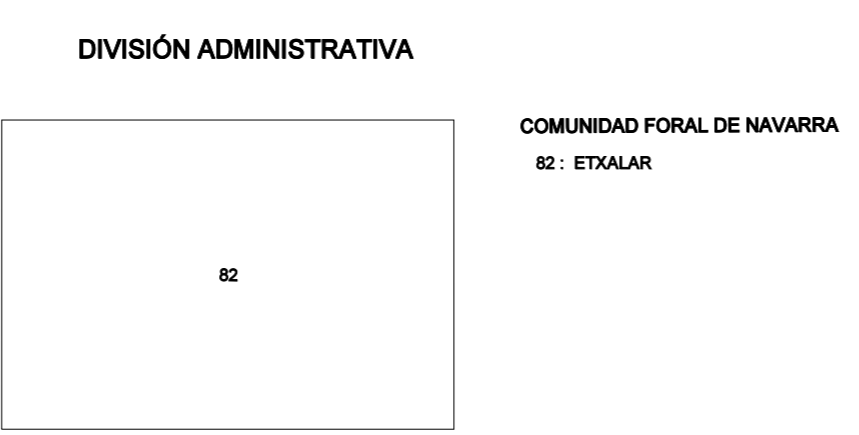 DIVISIÓN ADMINISTRATIVA
COMUNIDAD FORAL DE NAVARRA
82 : ETXALAR
82